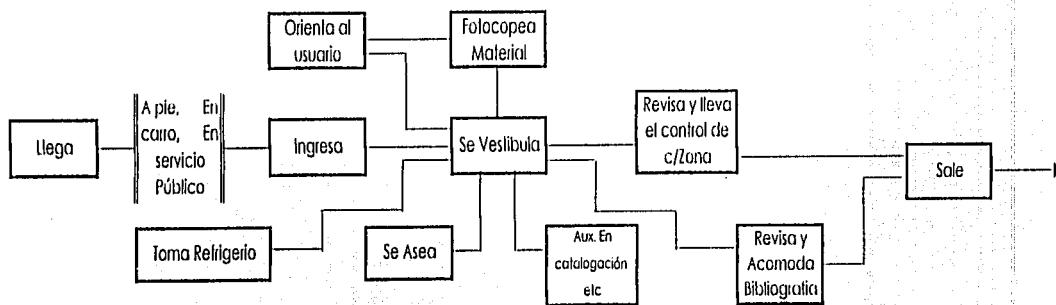 Orienta al
usuario
Fotocopea
Material
A pie, En
carro, En
servicio
Público
Llega
Ingresa
Se Vestibula
Revisa y lleva
el control de
c/Zona
Sale
Toma Refrigerio
Se Asea
Aux. En
catalogación
etc
Revisa y
Acomoda
Bibliografia